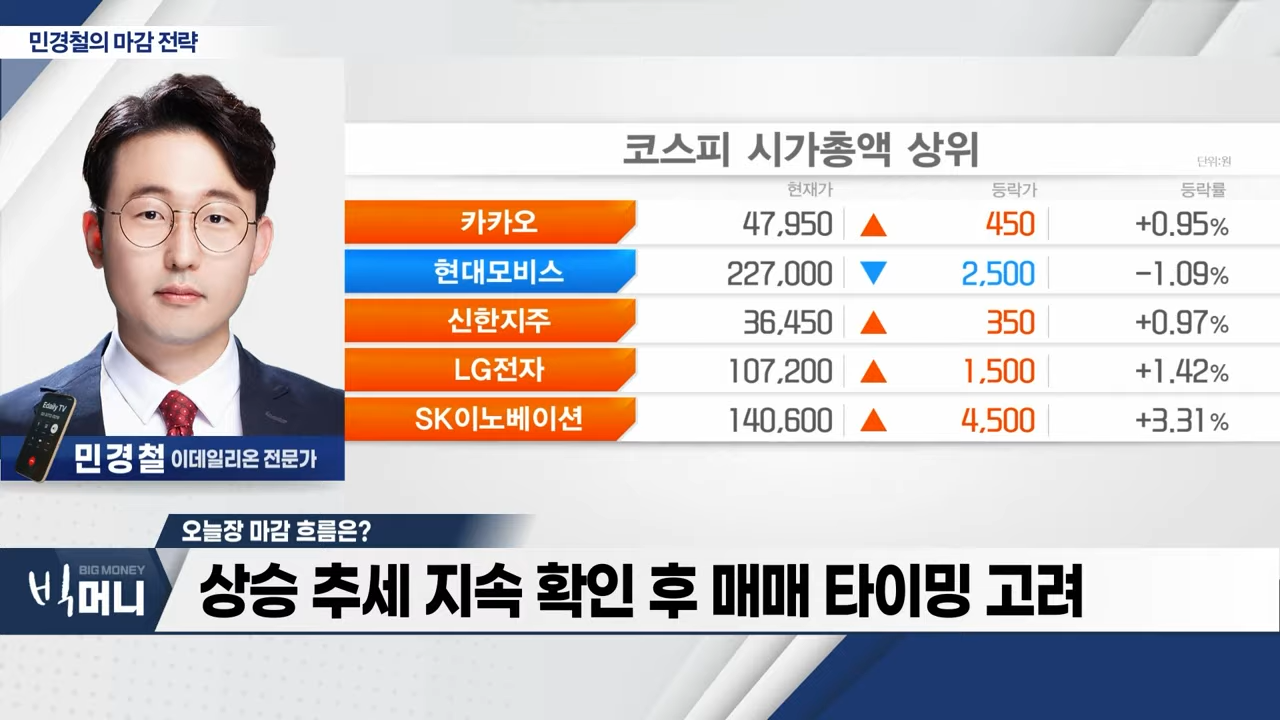 민경철의 마감 전략
코스피 시가총액 상위
단위:원
현재가 등락가 등락률
카카오 47,950 ▲ 450 +0.95%
현대모비스 227,000 ▼ 2,500 -1.09%
신한지주 36,450 ▲ 350 +0.97%
LG전자 107,200 ▲ 1,500 +1.42%
SK이노베이션 140,600 ▲ 4,500 +3.31%
Edaily TV
민경철 이데일리온 전문가
오늘장 마감 흐름은?
BIG MONEY
빅머니
상승 추세 지속 확인 후 매매 타이밍 고려